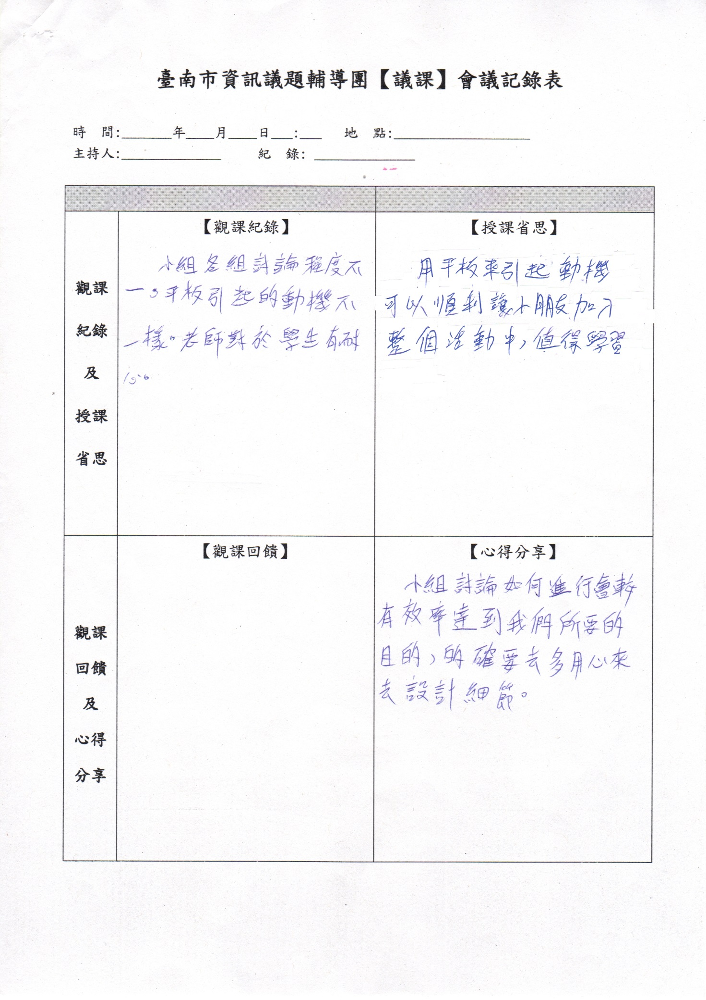 臺南市資訊議題輔導團【議課】會議記錄表
時　間:_______年____月____日___:___　地　點:___________________
主持人:______________　紀　錄: ______________
觀課
紀錄
及
授課
省思
【觀課紀錄】
小組各組討論程度不
一，平板引起的動機不
一樣。老師對於學生有耐
心。
【授課省思】
用平板來引起動機
可以順利讓小朋友加入
整個活動中，值得學習
觀課
回饋
及
心得
分享
【觀課回饋】
【心得分享】
小組討論如何進行會較
有效率達到我們所要的
目的，的確要去多用心來
去設計細節。